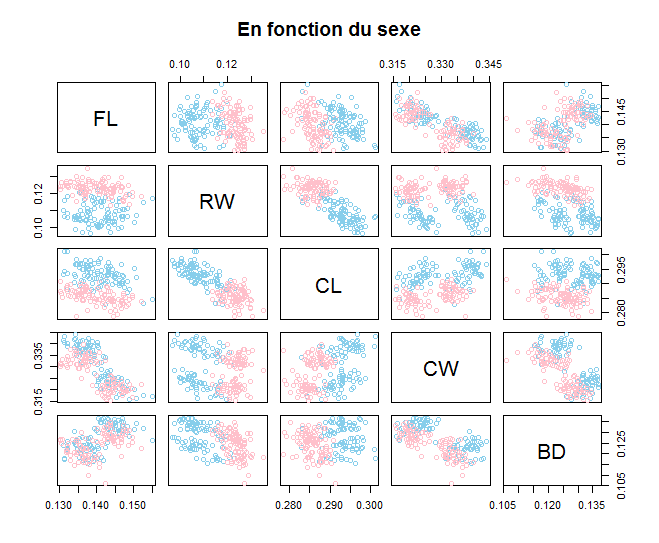 En fonction du sexe
0.10 0.12 0.315 0.330 0.345
FL
0.130 0.145
0.10 0.12
RW
CL
0.280 0.295
0.315 0.335
CW
BD
0.105 0.125
0.130 0.140 0.150 0.280 0.290 0.300 0.105 0.120 0.135